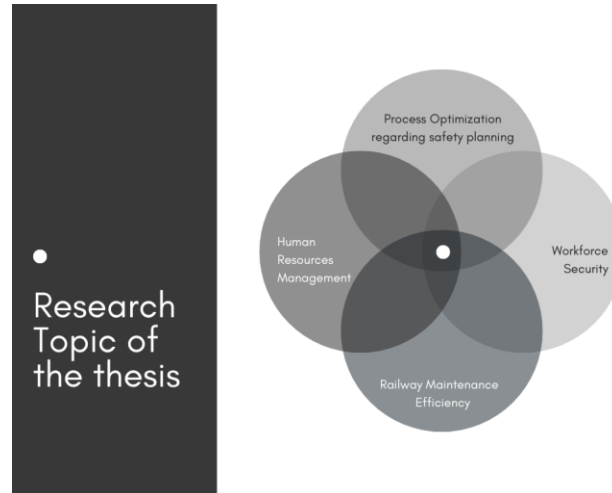 Research
Topic of
the thesis
Process Optimization
regarding safety planning
Human
Resources
Management
Workforce
Security
Railway Maintenance
Efficiency